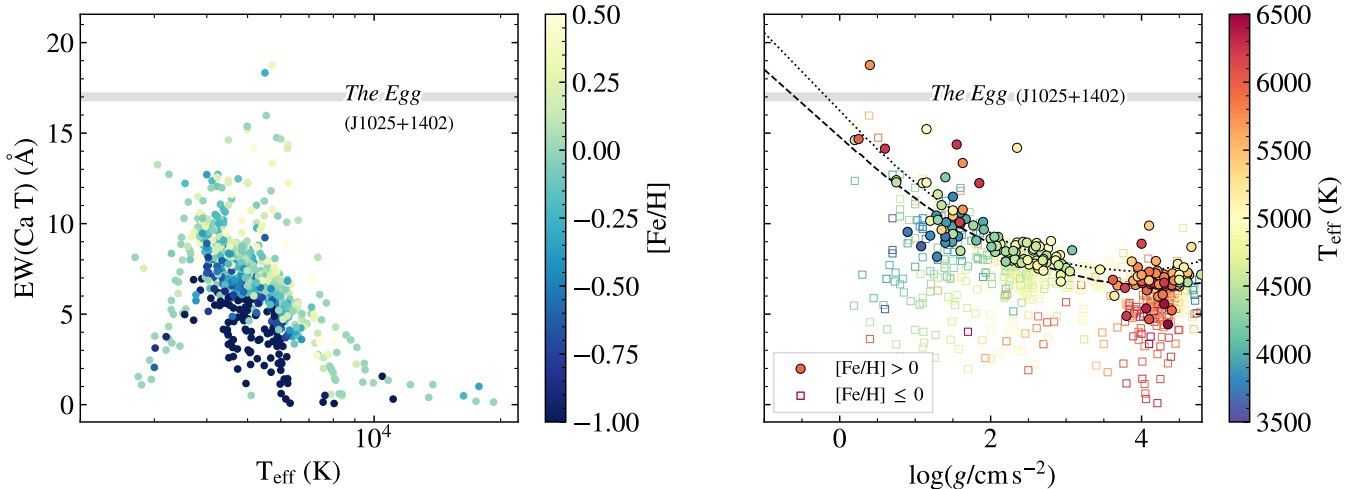 20
15
10
5
0
EW(Ca T) (Å)
10⁴
T_eff (K)
The Egg
(J1025+1402)
0.50
0.25
0.00
−0.25
−0.50
−0.75
−1.00
[Fe/H]
The Egg (J1025+1402)
[Fe/H] > 0
[Fe/H] ≤ 0
0
2
4
log(g/cm s⁻²)
6500
6000
5500
5000
4500
4000
3500
T_eff (K)